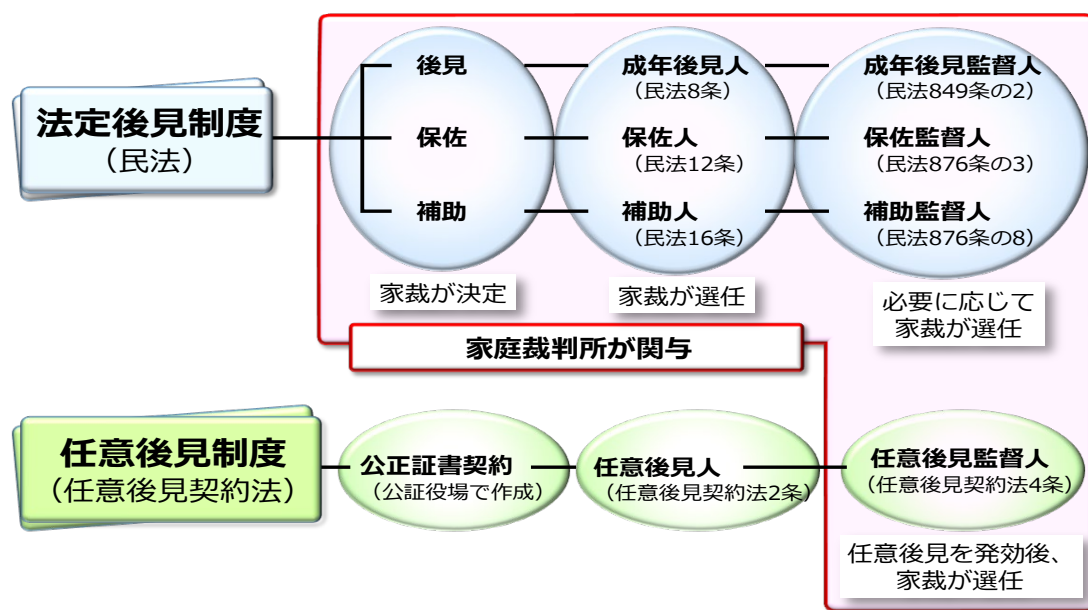 法定後見制度
（民法）
後見
保佐
補助
家裁が決定
成年後見人
（民法8条）
保佐人
（民法12条）
補助人
（民法16条）
家裁が選任
成年後見監督人
（民法849条の2）
保佐監督人
（民法876条の3）
補助監督人
（民法876条の8）
必要に応じて
家裁が選任
家庭裁判所が関与
任意後見制度
（任意後見契約法）
公正証書契約
（公証役場で作成）
任意後見人
（任意後見契約法2条）
任意後見監督人
（任意後見契約法4条）
任意後見を発効後、
家裁が選任